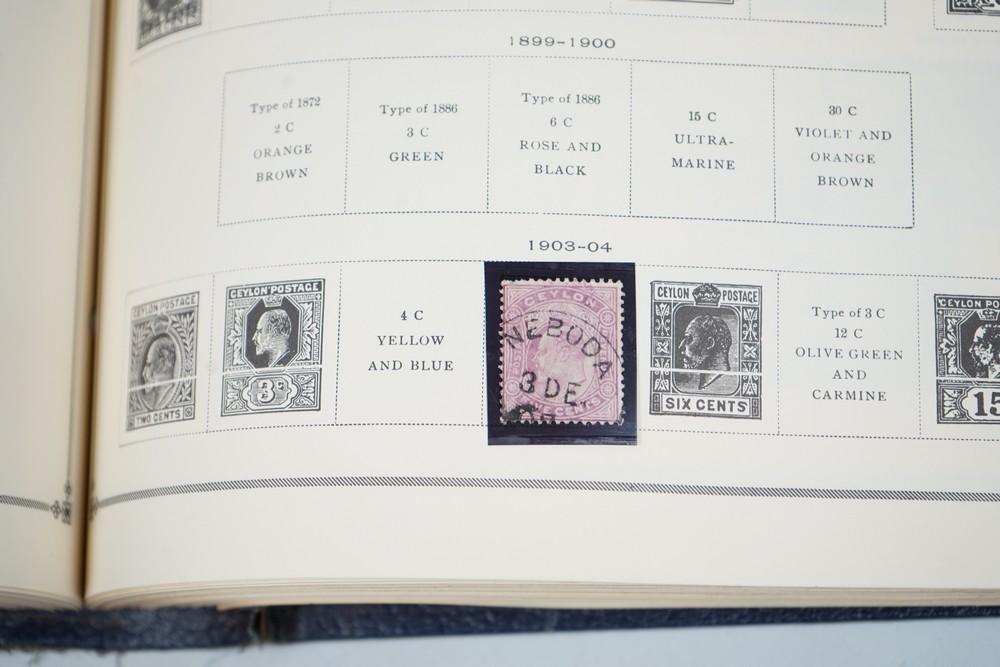 1899-1900
Type of 1872
2 C
ORANGE
BROWN
Type of 1886
3 C
GREEN
Type of 1886
6 C
ROSE AND
BLACK
15 C
ULTRA-
MARINE
30 C
VIOLET AND
ORANGE
BROWN
1903-04
CEYLON POSTAGE
TWO CENTS
CEYLON POSTAGE
3
4 C
YELLOW
AND BLUE
CEYLON
NEBODA
3 DE
FIVE CENTS
CEYLON POSTAGE
SIX CENTS
Type of 3 C
12 C
OLIVE GREEN
AND
CARMINE
CEYLON POSTAGE
15